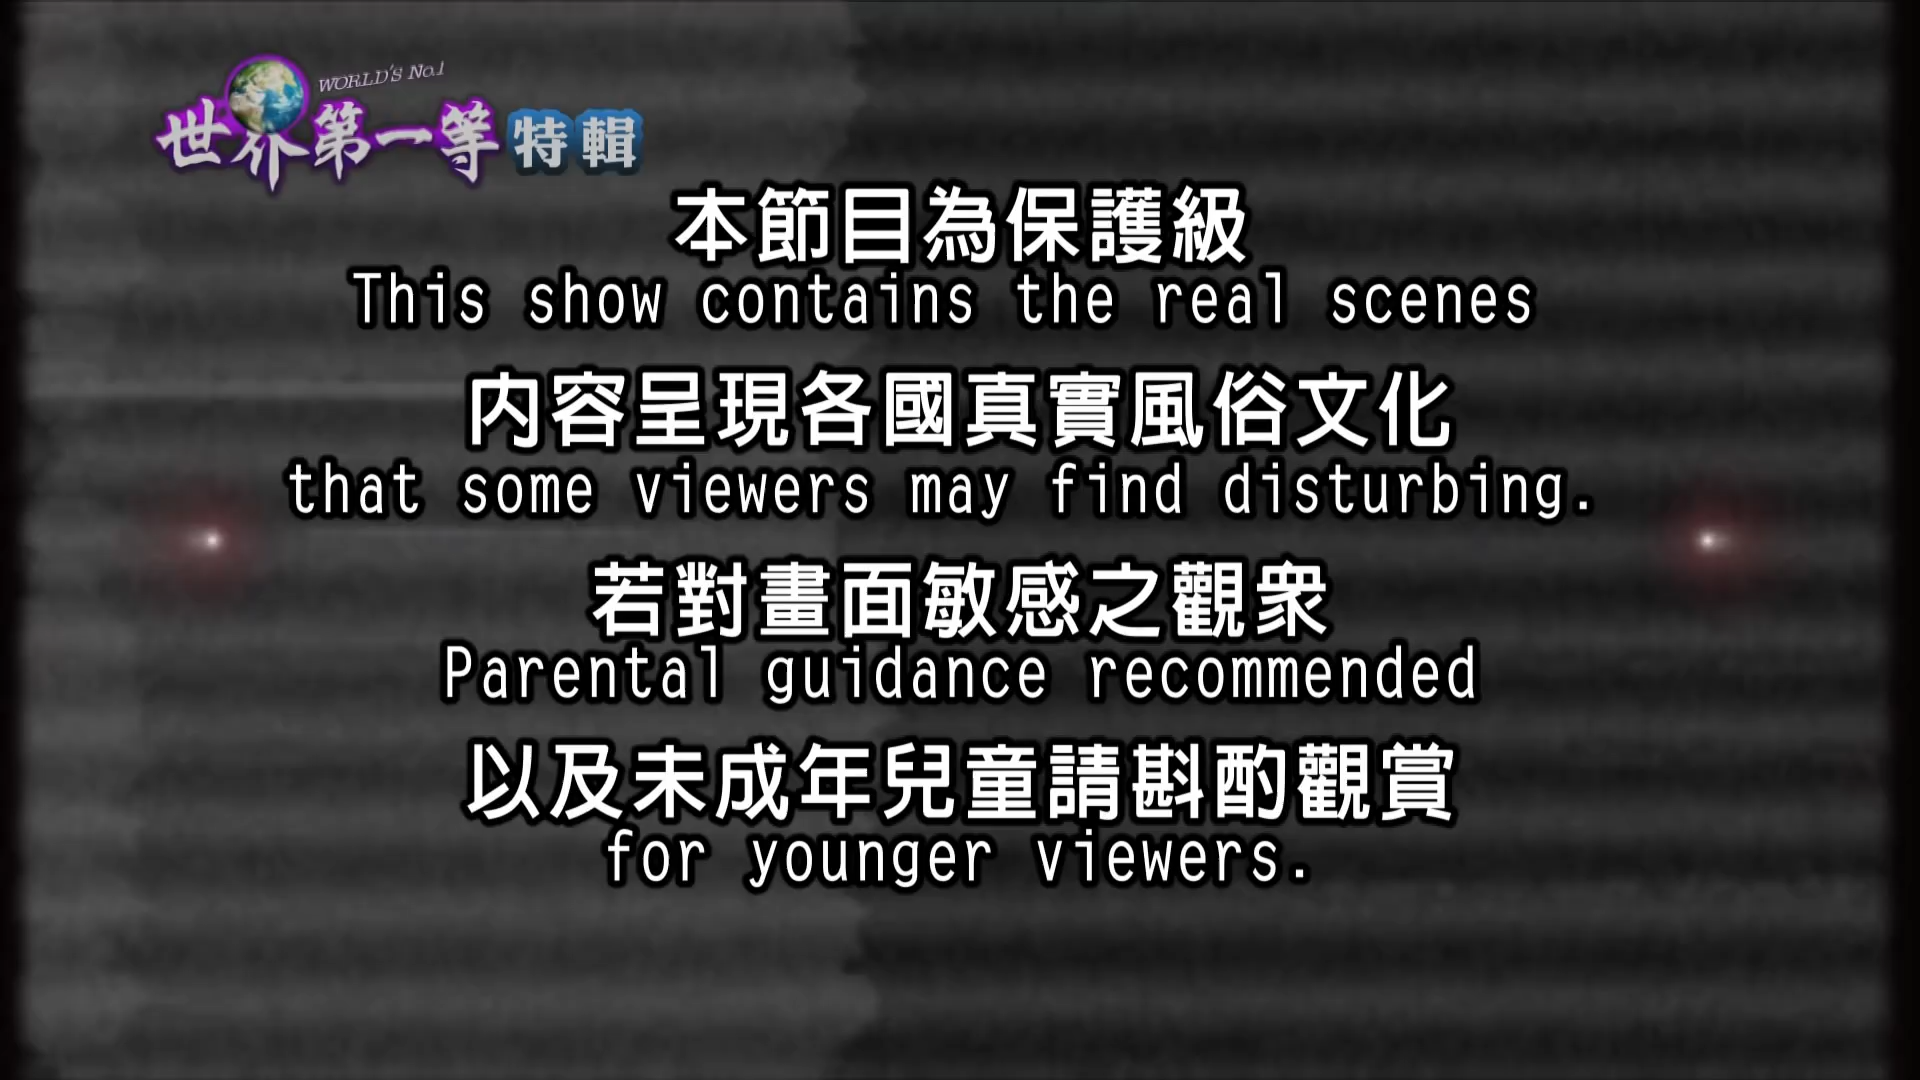 WORLD'S No.1
世界第一等特輯
本節目為保護級
This show contains the real scenes
內容呈現各國真實風俗文化
that some viewers may find disturbing.
若對畫面敏感之觀眾
Parental guidance recommended
以及未成年兒童請斟酌觀賞
for younger viewers.